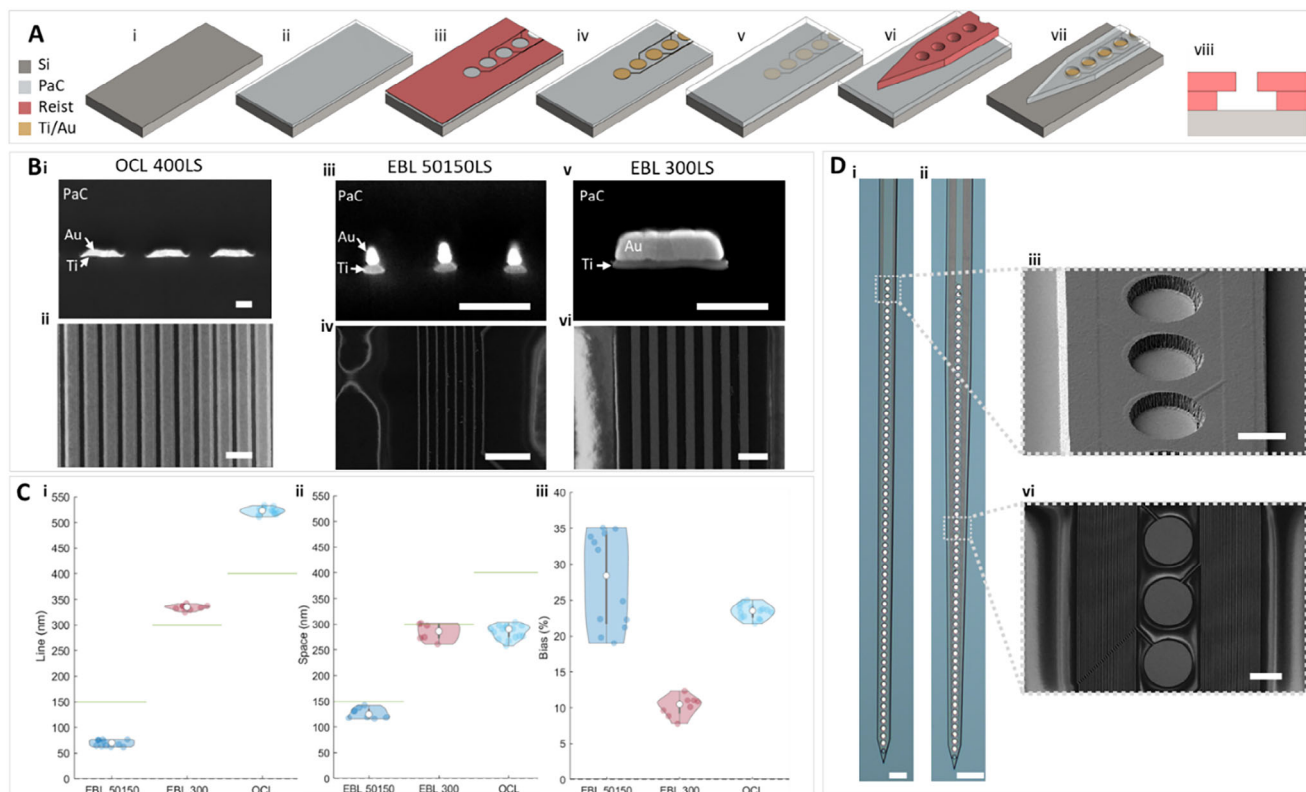 A
i
ii
iii
iv
v
vi
vii
viii
Si
PaC
Reist
Ti/Au
B
i
OCL 400LS
PaC
Au
Ti
ii
iii
EBL 50150LS
PaC
Au
Ti
iv
v
EBL 300LS
PaC
Au
Ti
vi
C
i
Line (nm)
550
500
450
400
350
300
250
200
150
100
50
0
EBL 50150
EBL 300
OCL
ii
Space (nm)
550
500
450
400
350
300
250
200
150
100
50
0
EBL 50150
EBL 300
OCL
iii
Bias (%)
40
35
30
25
20
15
10
5
0
EBL 50150
EBL 300
OCL
D
i
ii
iii
vi